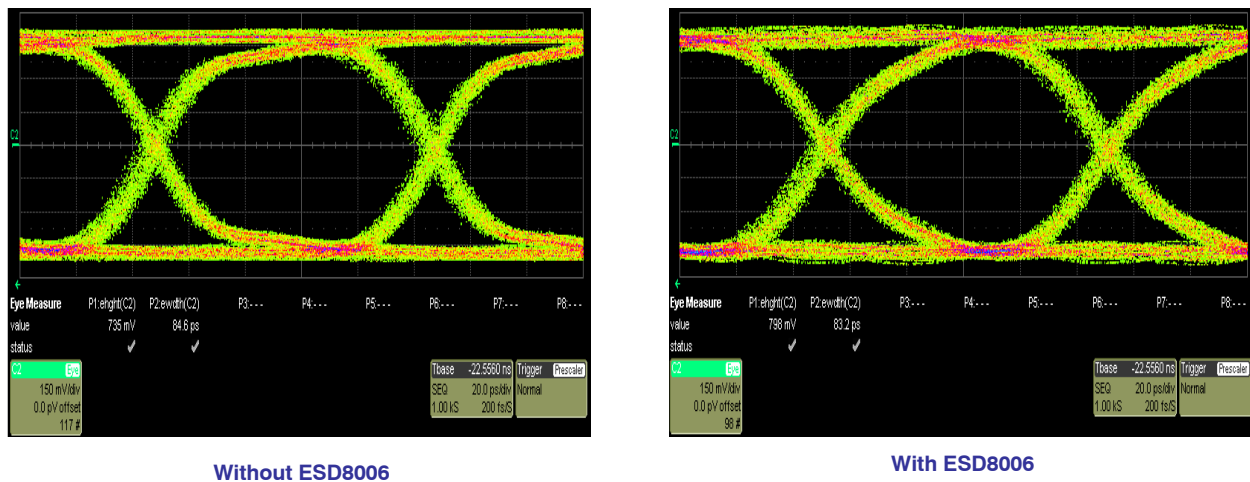 C2
Eye Measure P1:ehght(C2) P2:ewdth(C2) P3:--- P4:--- P5:--- P6:--- P7:--- P8:---
value 735 mV 84.6 ps
status ✓ ✓
C2 Eye
150 mV/div
0.0 pV offset
117 #
Tbase -22.5560 ns
SEQ 20.0 ps/div
1.00 kS 200 fs/S
Trigger Prescaler
Normal
Without ESD8006
C2
Eye Measure P1:ehght(C2) P2:ewdth(C2) P3:--- P4:--- P5:--- P6:--- P7:--- P8:---
value 798 mV 83.2 ps
status ✓ ✓
C2 Eye
150 mV/div
0.0 pV offset
98 #
Tbase -22.5560 ns
SEQ 20.0 ps/div
1.00 kS 200 fs/S
Trigger Prescaler
Normal
With ESD8006